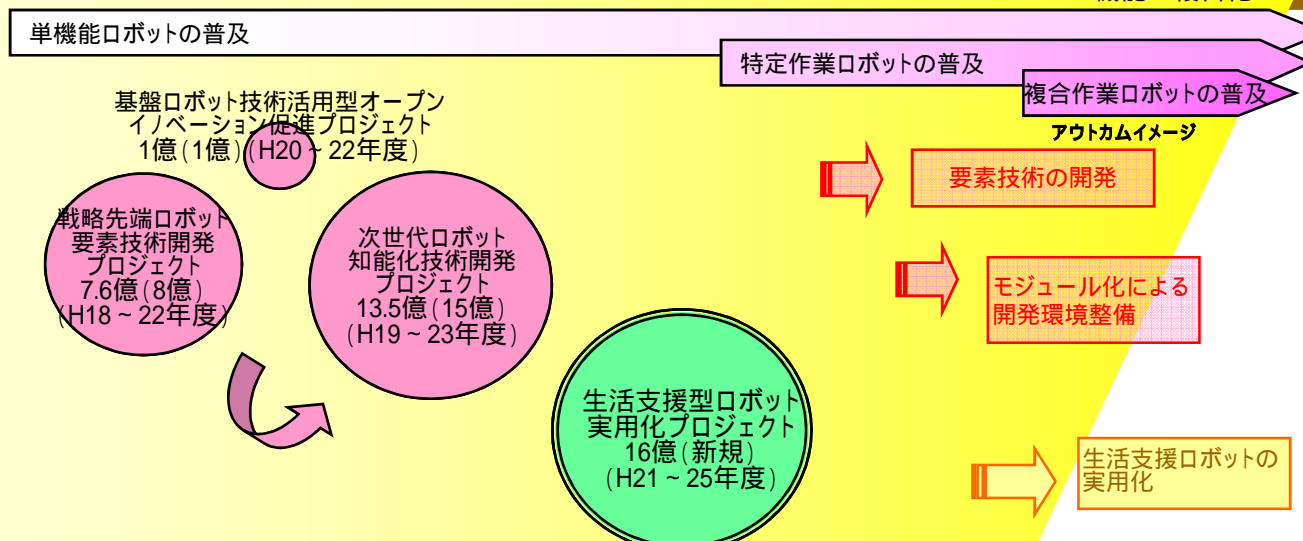 単機能ロボットの普及
特定作業ロボットの普及
複合作業ロボットの普及
アウトカムイメージ
基盤ロボット技術活用型オープン
イノベーション促進プロジェクト
1億(1億)(H20~22年度)
要素技術の開発
戦略先端ロボット
要素技術開発
プロジェクト
7.6億(8億)
(H18~22年度)
次世代ロボット
知能化技術開発
プロジェクト
13.5億(15億)
(H19~23年度)
モジュール化による
開発環境整備
生活支援型ロボット
実用化プロジェクト
16億(新規)
(H21~25年度)
生活支援ロボットの
実用化